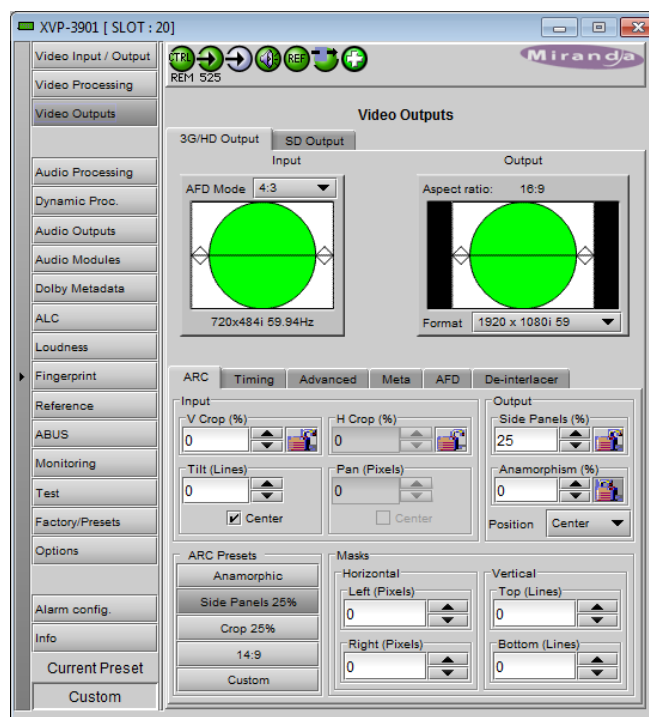 XVP-3901 [ SLOT : 20]
Video Input / Output
Video Processing
Video Outputs
Audio Processing
Dynamic Proc.
Audio Outputs
Audio Modules
Dolby Metadata
ALC
Loudness
Fingerprint
Reference
ABUS
Monitoring
Test
Factory/Presets
Options
Alarm config.
Info
Current Preset
Custom
CTRL
REF
REM 525
Miranda
Video Outputs
3G/HD Output SD Output
Input
AFD Mode 4:3
720x484i 59.94Hz
Output
Aspect ratio: 16:9
Format 1920 x 1080i 59
ARC Timing Advanced Meta AFD De-interlacer
Input
V Crop (%)
0
H Crop (%)
0
Tilt (Lines)
0
Center
Pan (Pixels)
0
Center
Output
Side Panels (%)
25
Anamorphism (%)
0
Position Center
ARC Presets
Anamorphic
Side Panels 25%
Crop 25%
14:9
Custom
Masks
Horizontal
Left (Pixels)
0
Right (Pixels)
0
Vertical
Top (Lines)
0
Bottom (Lines)
0